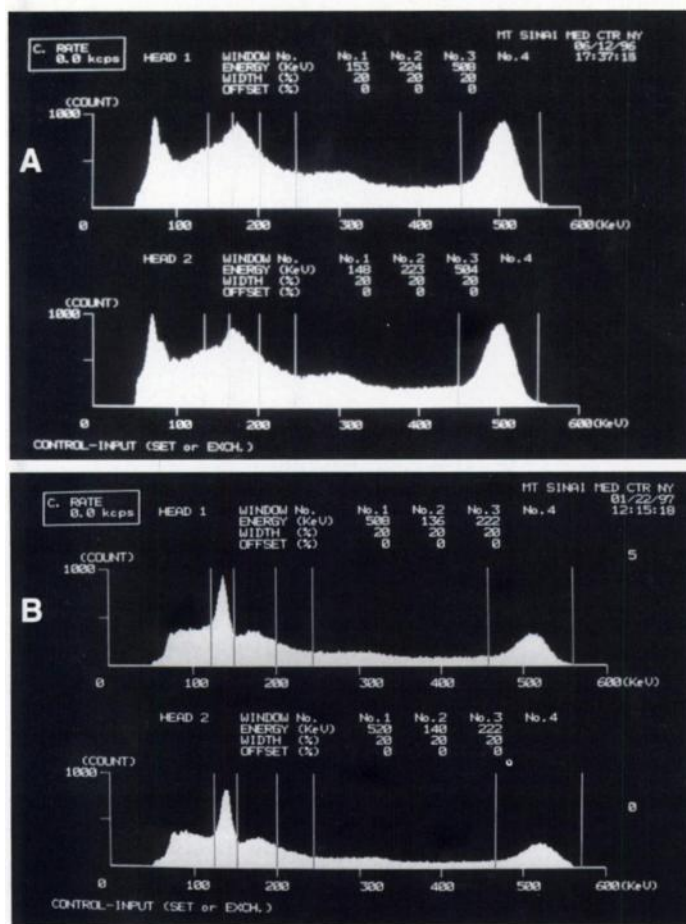 A
MT SINAI MED CTR NY
06/12/96
17:37:18
C. RATE
0.0 kcps
HEAD 1 WINDOW No. No.1 No.2 No.3 No.4
ENERGY (KeV) 153 224 508
WIDTH (%) 20 20 20
OFFSET (%) 0 0 0
(COUNT)
1000
0 100 200 300 400 500 600(KeV)
HEAD 2 WINDOW No. No.1 No.2 No.3 No.4
ENERGY(KeV) 148 223 504
WIDTH (%) 20 20 20
OFFSET (%) 0 0 0
(COUNT)
1000
0 100 200 300 400 500 600(KeV)
CONTROL-INPUT (SET or EXCH.)
B
MT SINAI MED CTR NY
01/22/97
12:15:18
C. RATE
0.0 kcps
HEAD 1 WINDOW No. No.1 No.2 No.3 No.4
ENERGY (KeV) 508 136 222
WIDTH (%) 20 20 20
OFFSET (%) 0 0 0
5
(COUNT)
1000
0 100 200 300 400 500 600(KeV)
HEAD 2 WINDOW No. No.1 No.2 No.3 No.4
ENERGY (KeV) 520 140 222
WIDTH (%) 20 20 20
OFFSET (%) 0 0 0
(COUNT)
1000
0
0 100 200 300 400 500 600(KeV)
CONTROL-INPUT (SET or EXCH.)